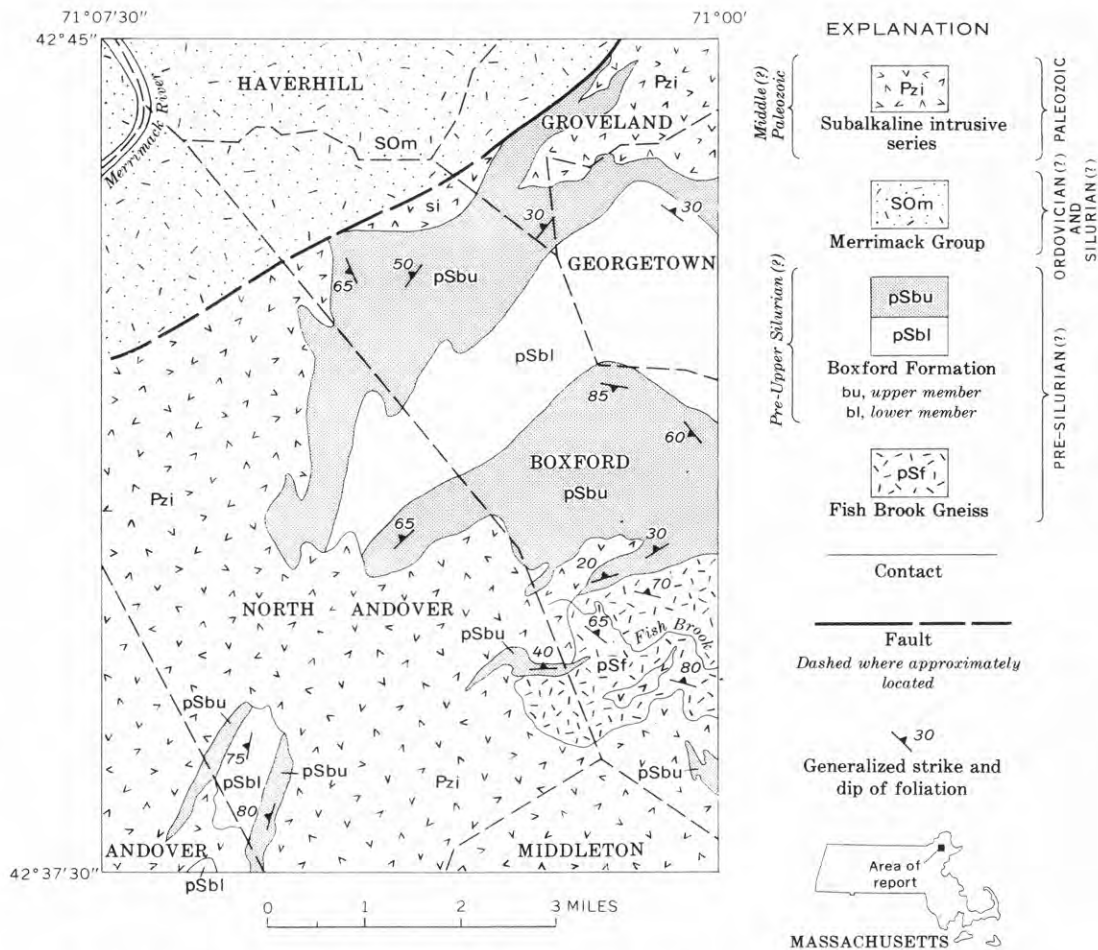 71°07'30"
71°00'
42°45'
HAVERHILL
Merrimack River
SOm
Pzi
GROVELAND
si
30
30
65
50
pSbu
GEORGETOWN
pSbl
85
60
BOXFORD
pSbu
Pzi
65
30
20
70
NORTH ANDOVER
pSbu
65
Fish Brook
40
pSf
80
pSbu
75
pSbl
pSbu
Pzi
pSbu
80
ANDOVER
MIDDLETON
42°37'30"
pSbl
0 1 2 3 MILES
EXPLANATION
Middle(?)
Paleozoic
Pzi
Subalkaline intrusive
series
PALEOZOIC
SOm
Merrimack Group
ORDOVICIAN(?)
AND
SILURIAN(?)
Pre-Upper Silurian(?)
pSbu
pSbl
Boxford Formation
bu, upper member
bl, lower member
pSf
Fish Brook Gneiss
PRE-SILURIAN(?)
Contact
Fault
Dashed where approximately
located
30
Generalized strike and
dip of foliation
Area of
report
MASSACHUSETTS